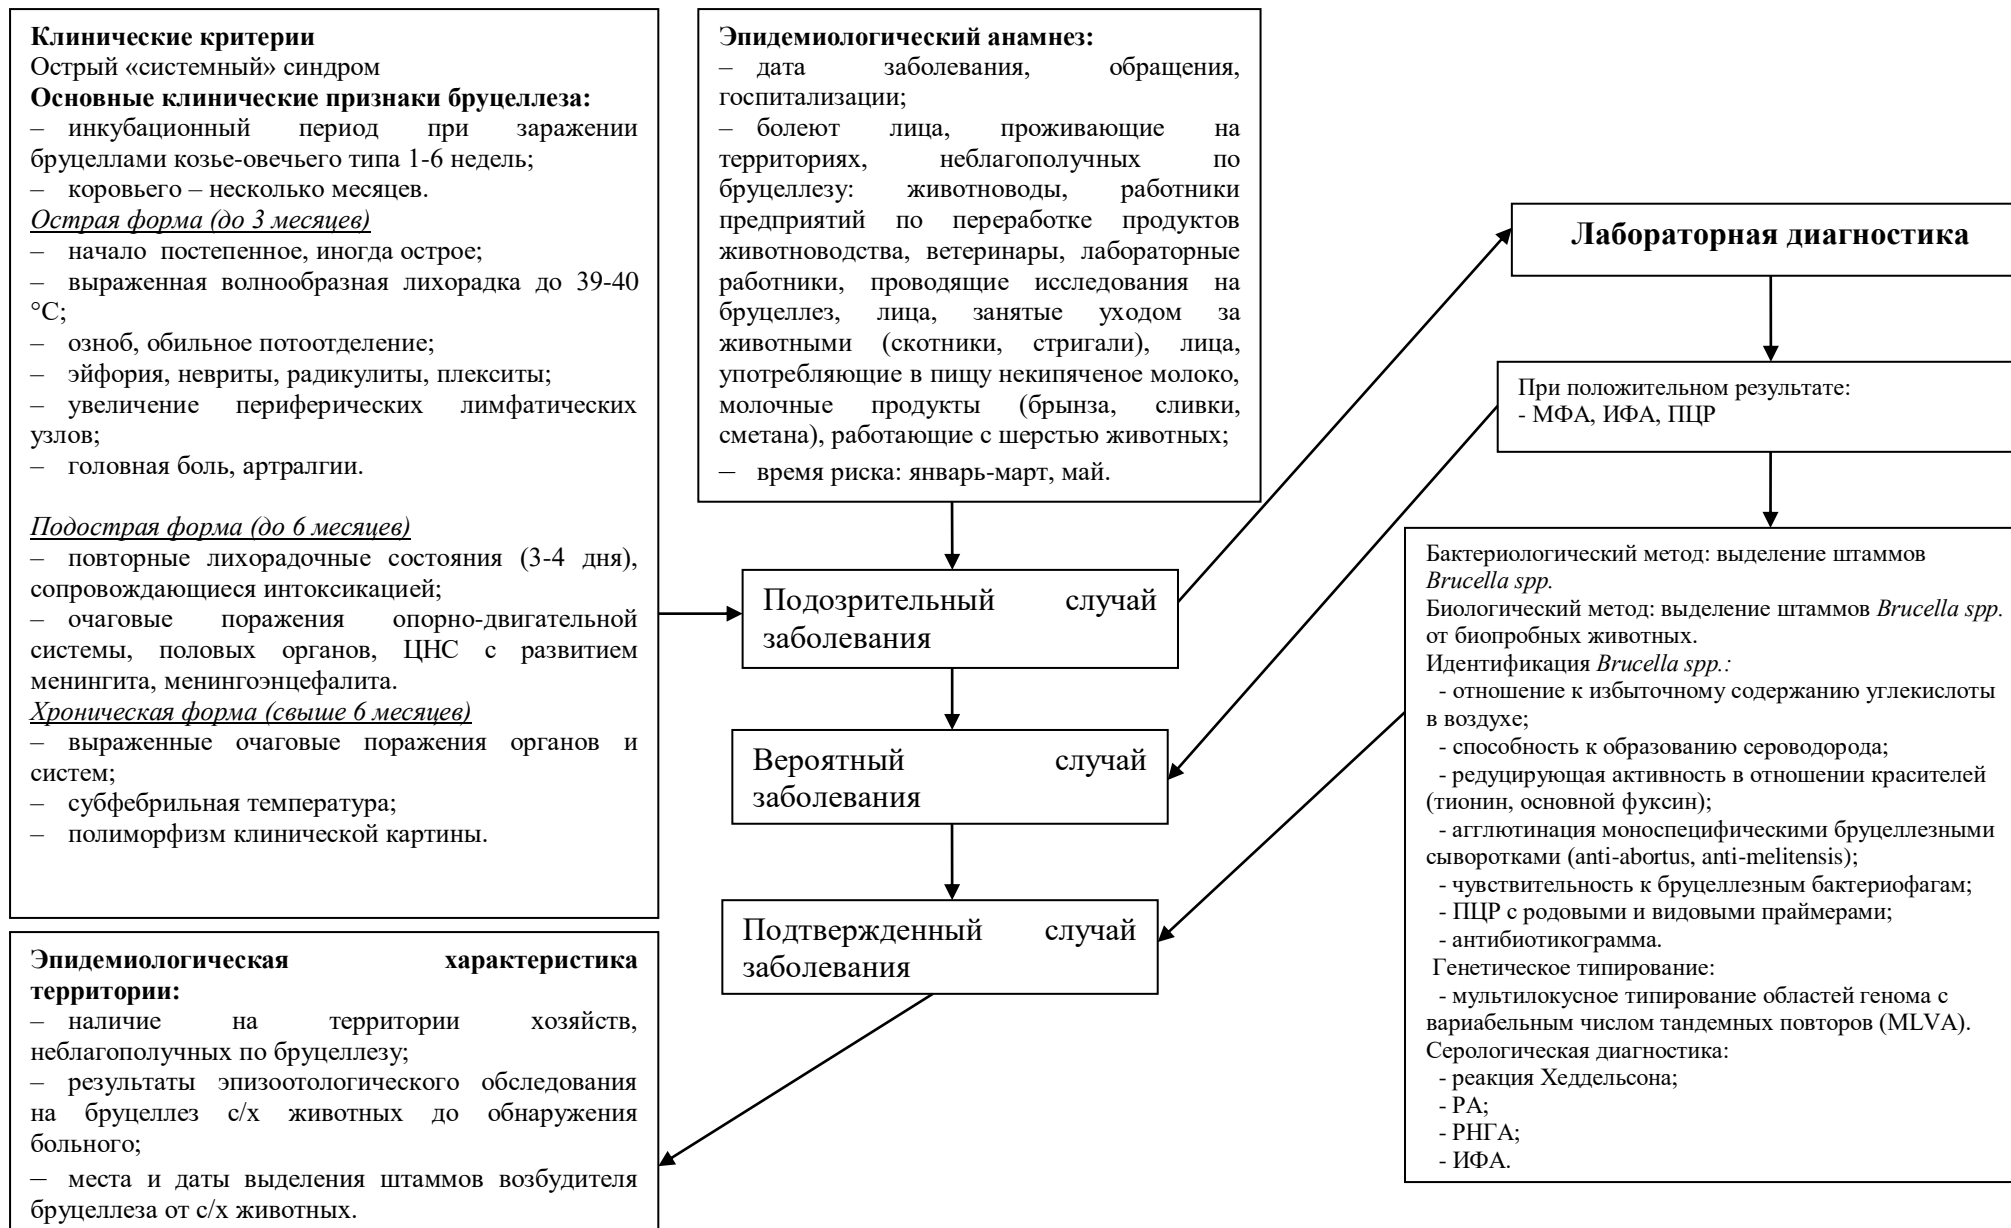 Клинические критерии
Острый «системный» синдром
Основные клинические признаки бруцеллеза:
– инкубационный период при заражении
бруцеллами козье-овечьего типа 1-6 недель;
– коровьего – несколько месяцев.
Острая форма (до 3 месяцев)
– начало постепенное, иногда острое;
– выраженная волнообразная лихорадка до 39-40
°С;
– озноб, обильное потоотделение;
– эйфория, невриты, радикулиты, плекситы;
– увеличение периферических лимфатических
узлов;
– головная боль, артралгии.
Подострая форма (до 6 месяцев)
– повторные лихорадочные состояния (3-4 дня),
сопровождающиеся интоксикацией;
– очаговые поражения опорно-двигательной
системы, половых органов, ЦНС с развитием
менингита, менингоэнцефалита.
Хроническая форма (свыше 6 месяцев)
– выраженные очаговые поражения органов и
систем;
– субфебрильная температура;
– полиморфизм клинической картины.
Эпидемиологическая характеристика
территории:
– наличие на территории хозяйств,
неблагополучных по бруцеллезу;
– результаты эпизоотологического обследования
на бруцеллез с/х животных до обнаружения
больного;
– места и даты выделения штаммов возбудителя
бруцеллеза от с/х животных.
Эпидемиологический анамнез:
– дата заболевания, обращения,
госпитализации;
– болеют лица, проживающие на
территориях, неблагополучных по
бруцеллезу: животноводы, работники
предприятий по переработке продуктов
животноводства, ветеринары, лабораторные
работники, проводящие исследования на
бруцеллез, лица, занятые уходом за
животными (скотники, стригали), лица,
употребляющие в пищу некипяченое молоко,
молочные продукты (брынза, сливки,
сметана), работающие с шерстью животных;
– время риска: январь-март, май.
Подозрительный случай
заболевания
Вероятный случай
заболевания
Подтвержденный случай
заболевания
Лабораторная диагностика
При положительном результате:
- МФА, ИФА, ПЦР
Бактериологический метод: выделение штаммов
Brucella spp.
Биологический метод: выделение штаммов Brucella spp.
от биопробных животных.
Идентификация Brucella spp.:
- отношение к избыточному содержанию углекислоты
в воздухе;
- способность к образованию сероводорода;
- редуцирующая активность в отношении красителей
(тионин, основной фуксин);
- агглютинация моноспецифическими бруцеллезными
сыворотками (anti-abortus, anti-melitensis);
- чувствительность к бруцеллезным бактериофагам;
- ПЦР с родовыми и видовыми праймерами;
- антибиотикограмма.
Генетическое типирование:
- мультилокусное типирование областей генома с
вариабельным числом тандемных повторов (MLVA).
Серологическая диагностика:
- реакция Хеддельсона;
- РА;
- РНГА;
- ИФА.